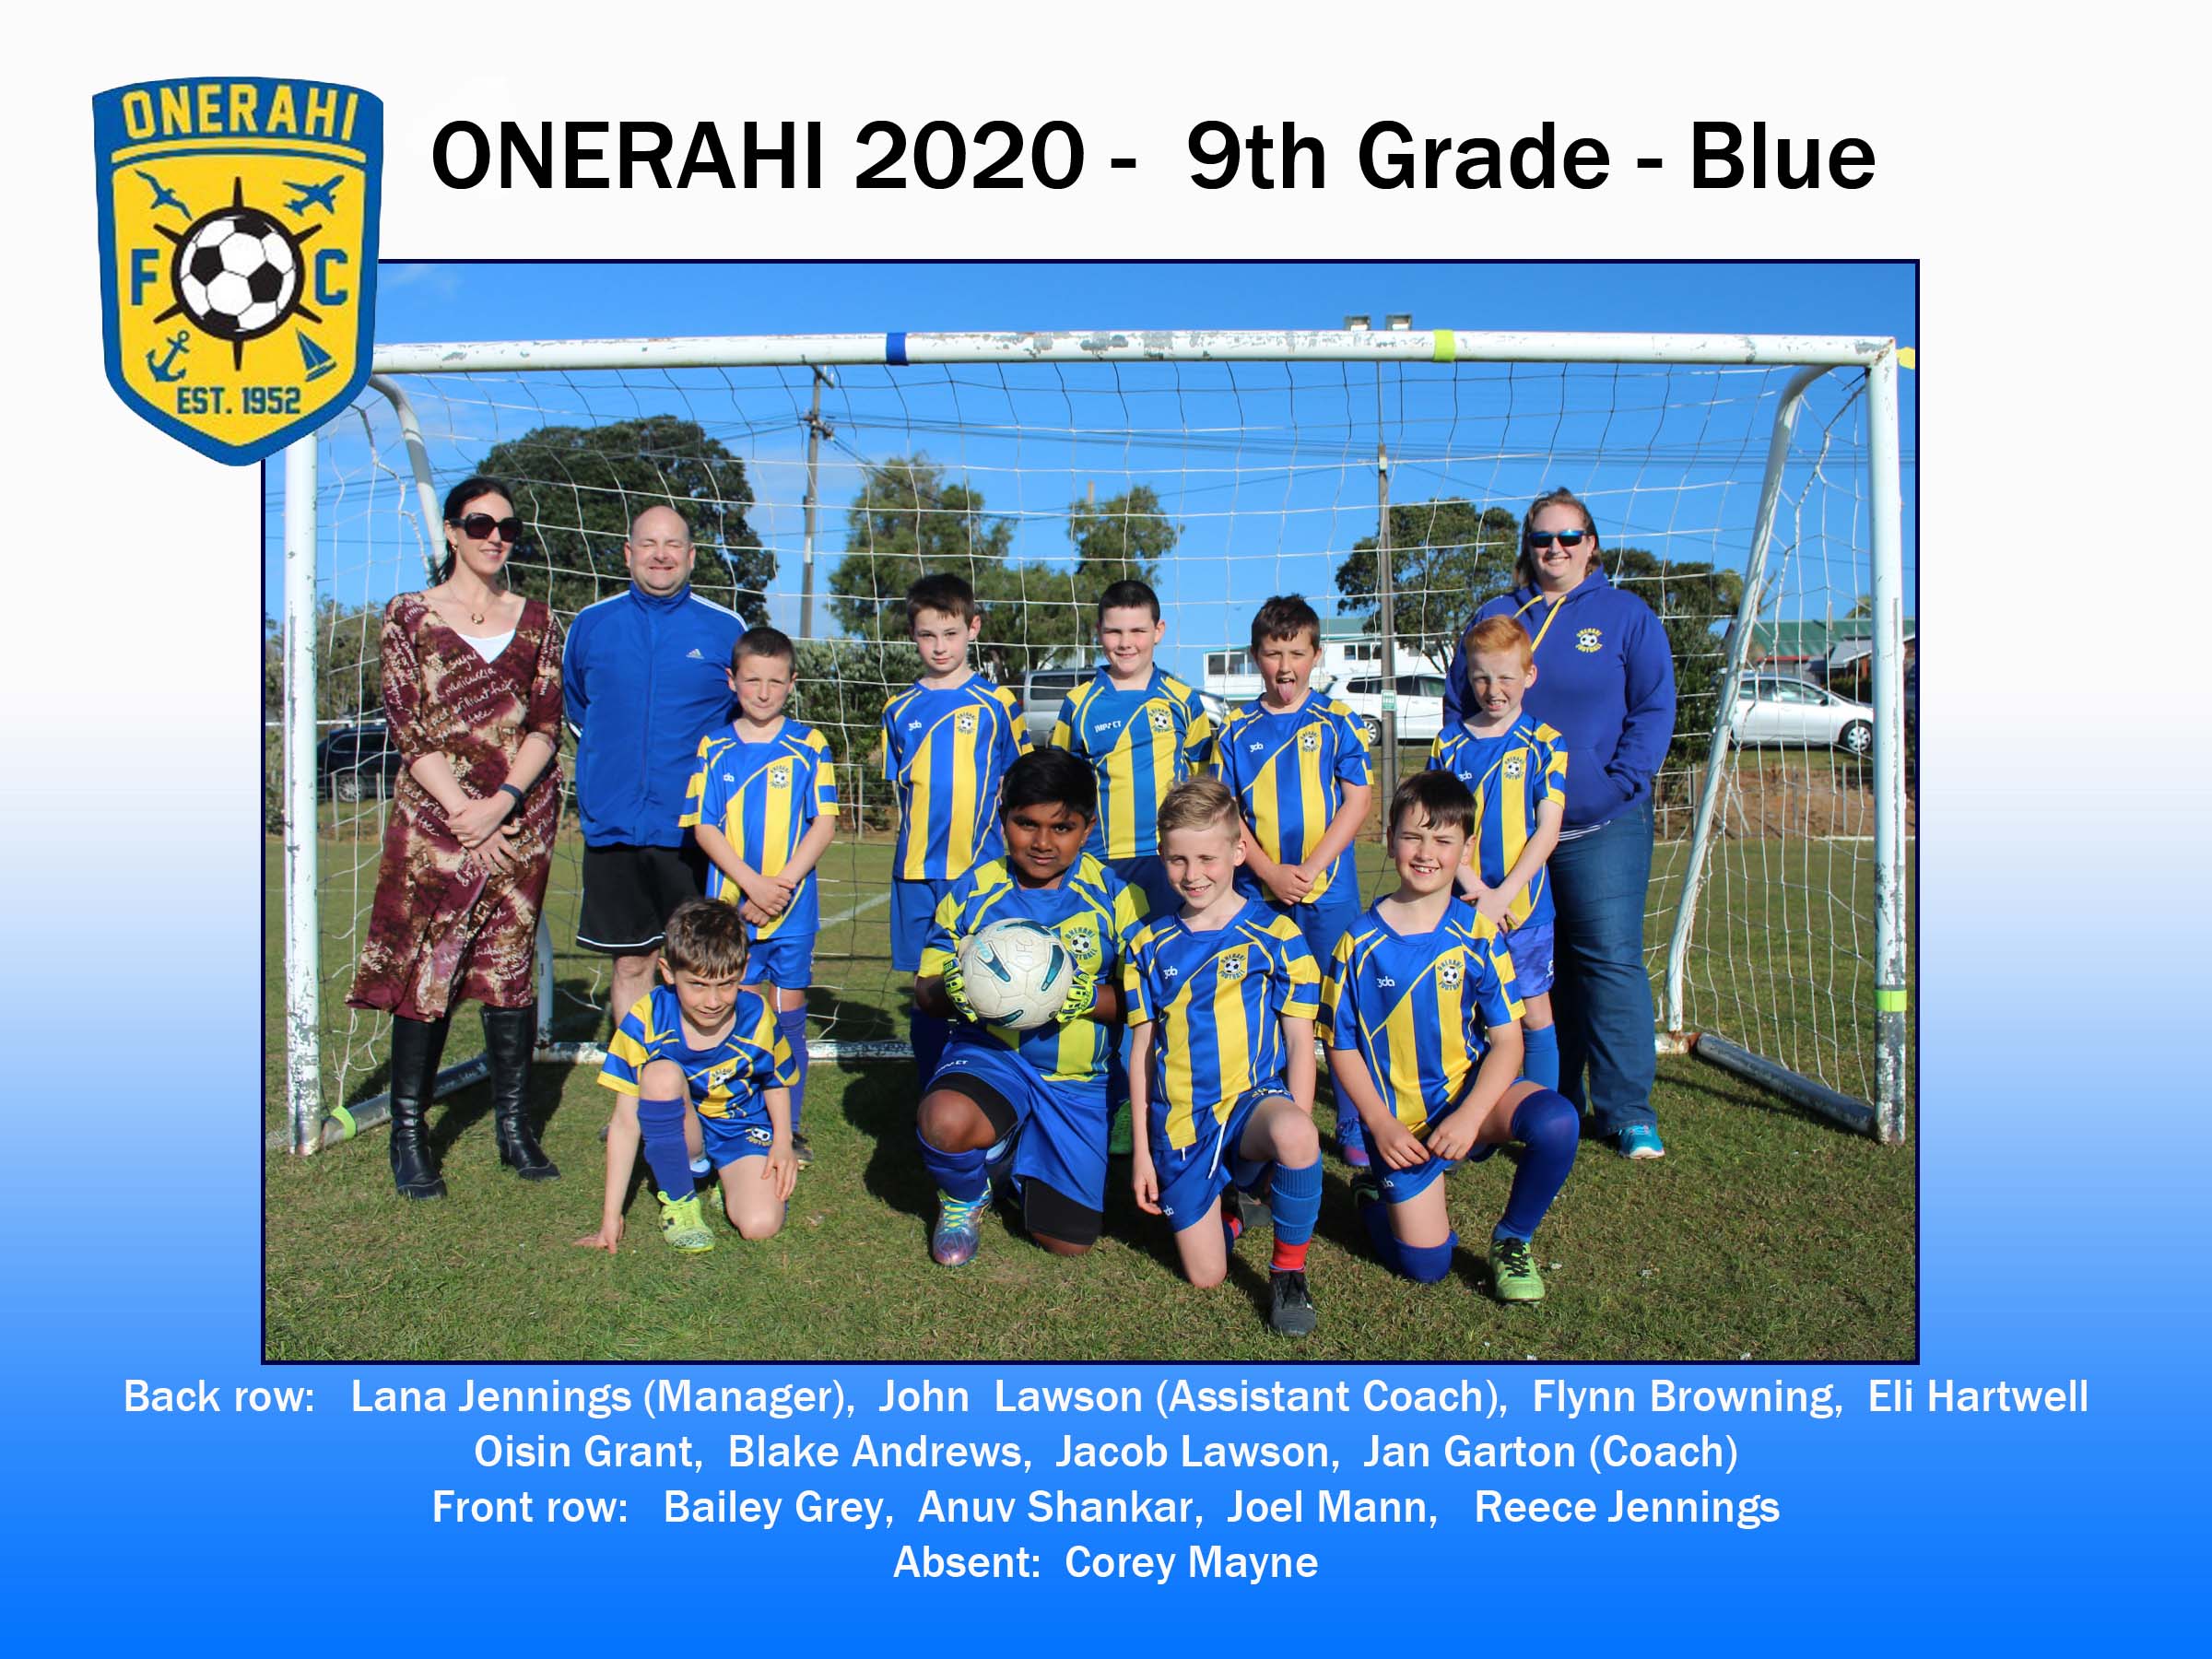 ONERAHI
F C
EST. 1952
ONERAHI 2020 - 9th Grade - Blue
Back row: Lana Jennings (Manager), John Lawson (Assistant Coach), Flynn Browning, Eli Hartwell
Oisin Grant, Blake Andrews, Jacob Lawson, Jan Garton (Coach)
Front row: Bailey Grey, Anuv Shankar, Joel Mann, Reece Jennings
Absent: Corey Mayne